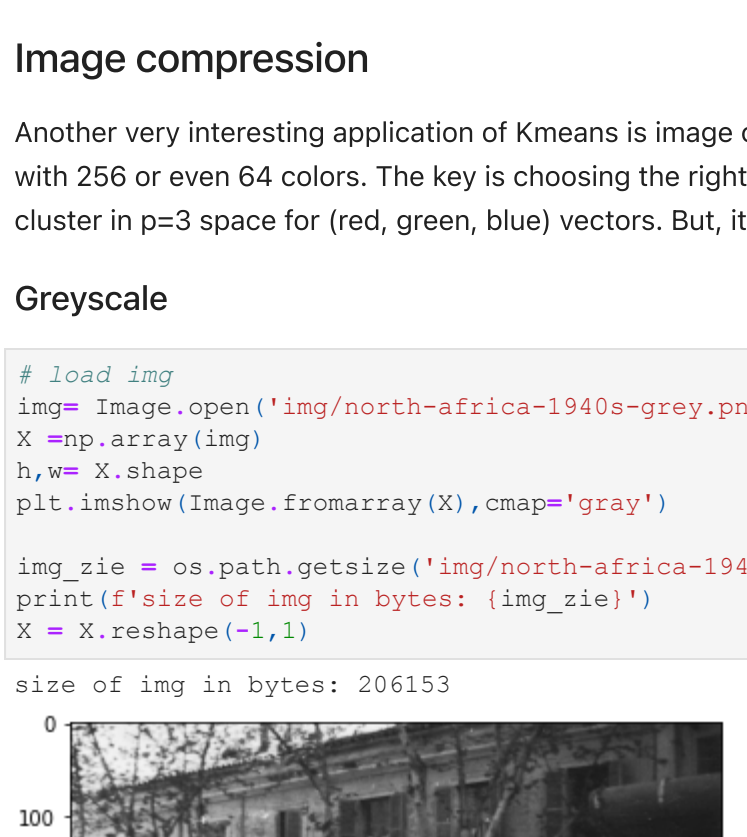 Image compression
Another very interesting application of Kmeans is image
with 256 or even 64 colors. The key is choosing the right
cluster in p=3 space for (red, green, blue) vectors. But, it
Greyscale
# load img
img= Image.open('img/north-africa-1940s-grey.pn
X =np.array(img)
h,w= X.shape
plt.imshow(Image.fromarray(X),cmap='gray')
img_zie = os.path.getsize('img/north-africa-194
print(f'size of img in bytes: {img_zie}')
X = X.reshape(-1,1)
size of img in bytes: 206153
0
100